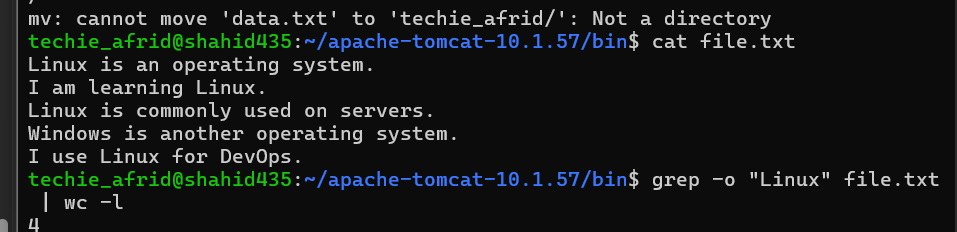 mv: cannot move 'data.txt' to 'techie_afrid/': Not a directory
techie_afrid@shahid435:~/apache-tomcat-10.1.57/bin$ cat file.txt
Linux is an operating system.
I am learning Linux.
Linux is commonly used on servers.
Windows is another operating system.
I use Linux for DevOps.
techie_afrid@shahid435:~/apache-tomcat-10.1.57/bin$ grep -o "Linux" file.txt
| wc -l
4